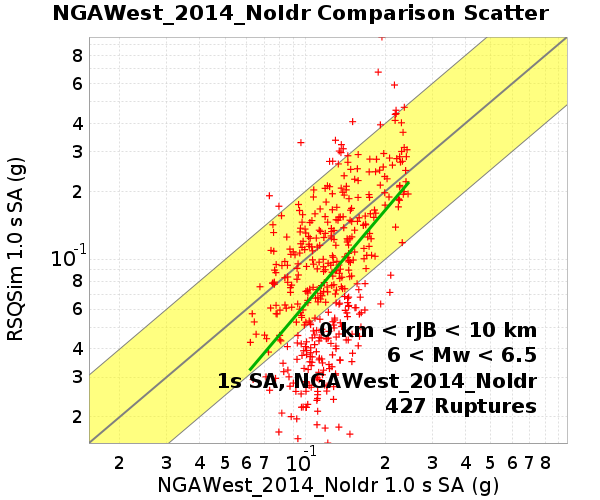 NGAWest_2014_NoIdr Comparison Scatter
RSQSim 1.0 s SA (g)
8
6
4
3
2
10-1
8
6
4
3
2
0 km < rJB < 10 km
6 < Mw < 6.5
1s SA, NGAWest_2014_NoIdr
427 Ruptures
2 3 4 5 6 7 10-1 2 3 4 5 6 7 8
NGAWest_2014_NoIdr 1.0 s SA (g)